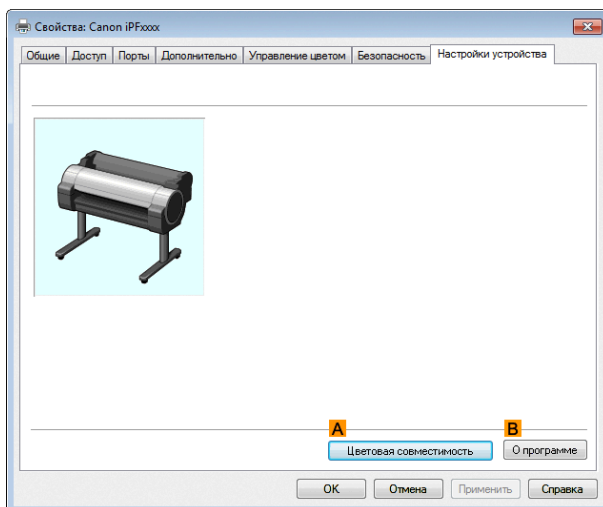 Свойства: Canon iPFxxxx
Общие Доступ Порты Дополнительно Управление цветом Безопасность Настройки устройства
A B
Цветовая совместимость О программе
OK Отмена Применить Справка